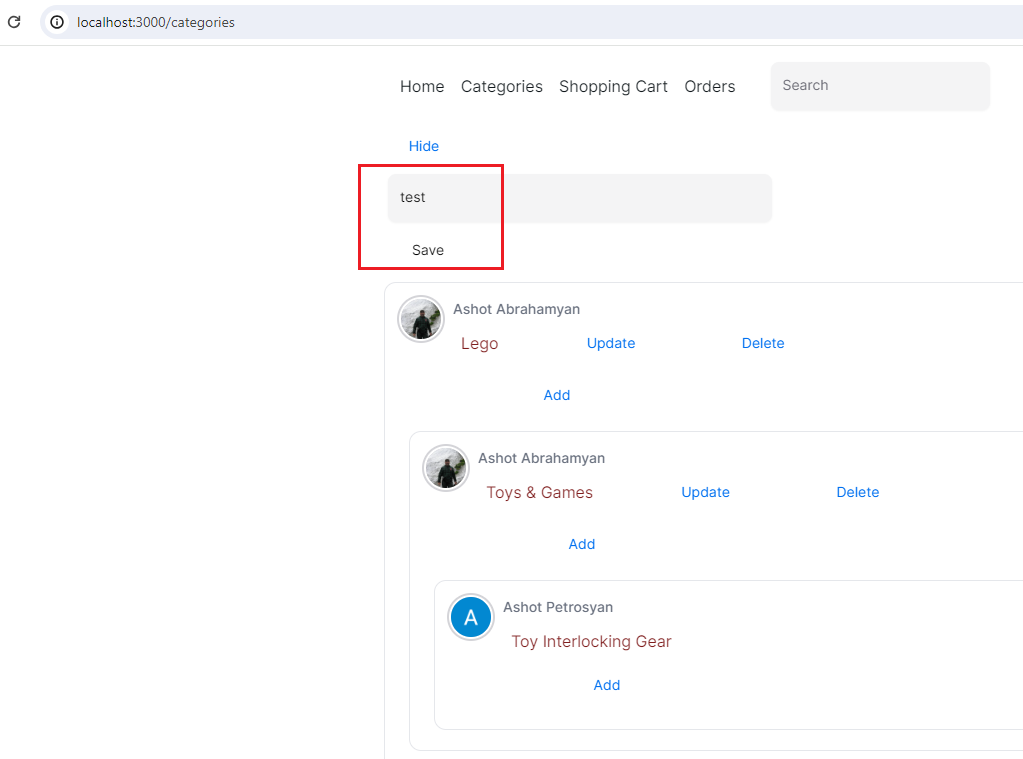 localhost:3000/categories
Home Categories Shopping Cart Orders Search
Hide
test
Save
Ashot Abrahamyan
Lego Update Delete
Add
Ashot Abrahamyan
Toys & Games Update Delete
Add
A
Ashot Petrosyan
Toy Interlocking Gear
Add